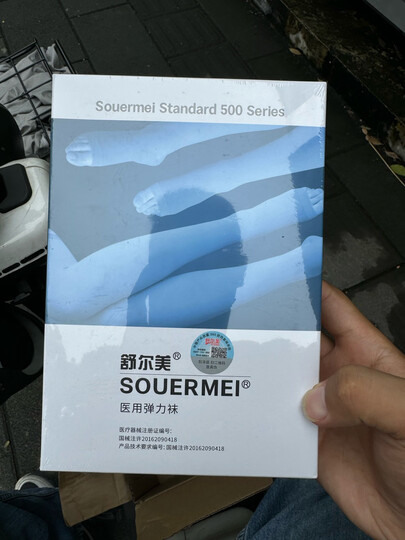 Souermei Standard 500 Series
舒尔美®
SOUERMEI®
医用弹力袜
医疗器械注册证编号:
国械注许20162090418
产品技术要求编号: 国械注许20162090418